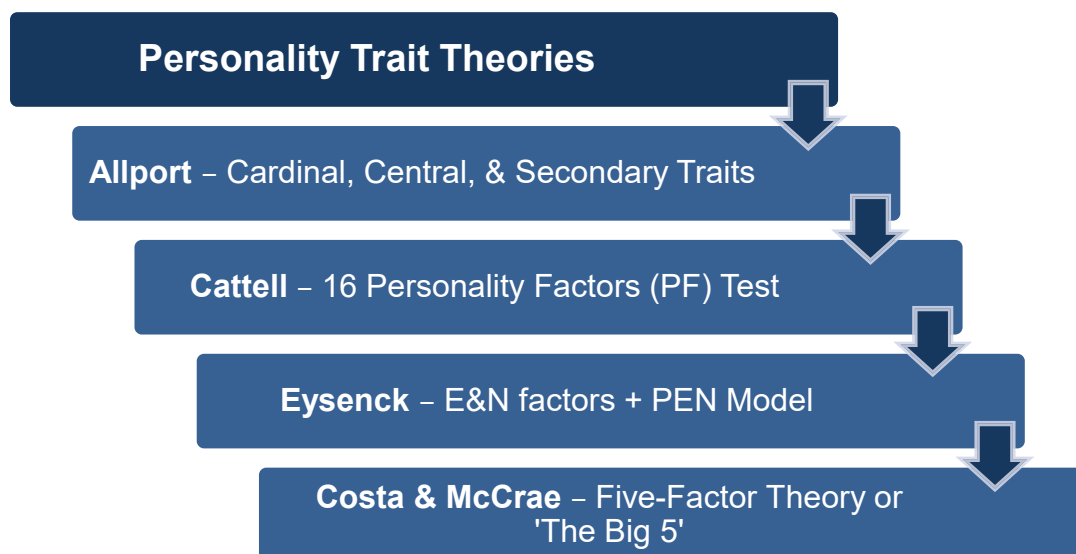 Personality Trait Theories
Allport – Cardinal, Central, & Secondary Traits
Cattell – 16 Personality Factors (PF) Test
Eysenck – E&N factors + PEN Model
Costa & McCrae – Five-Factor Theory or
'The Big 5'